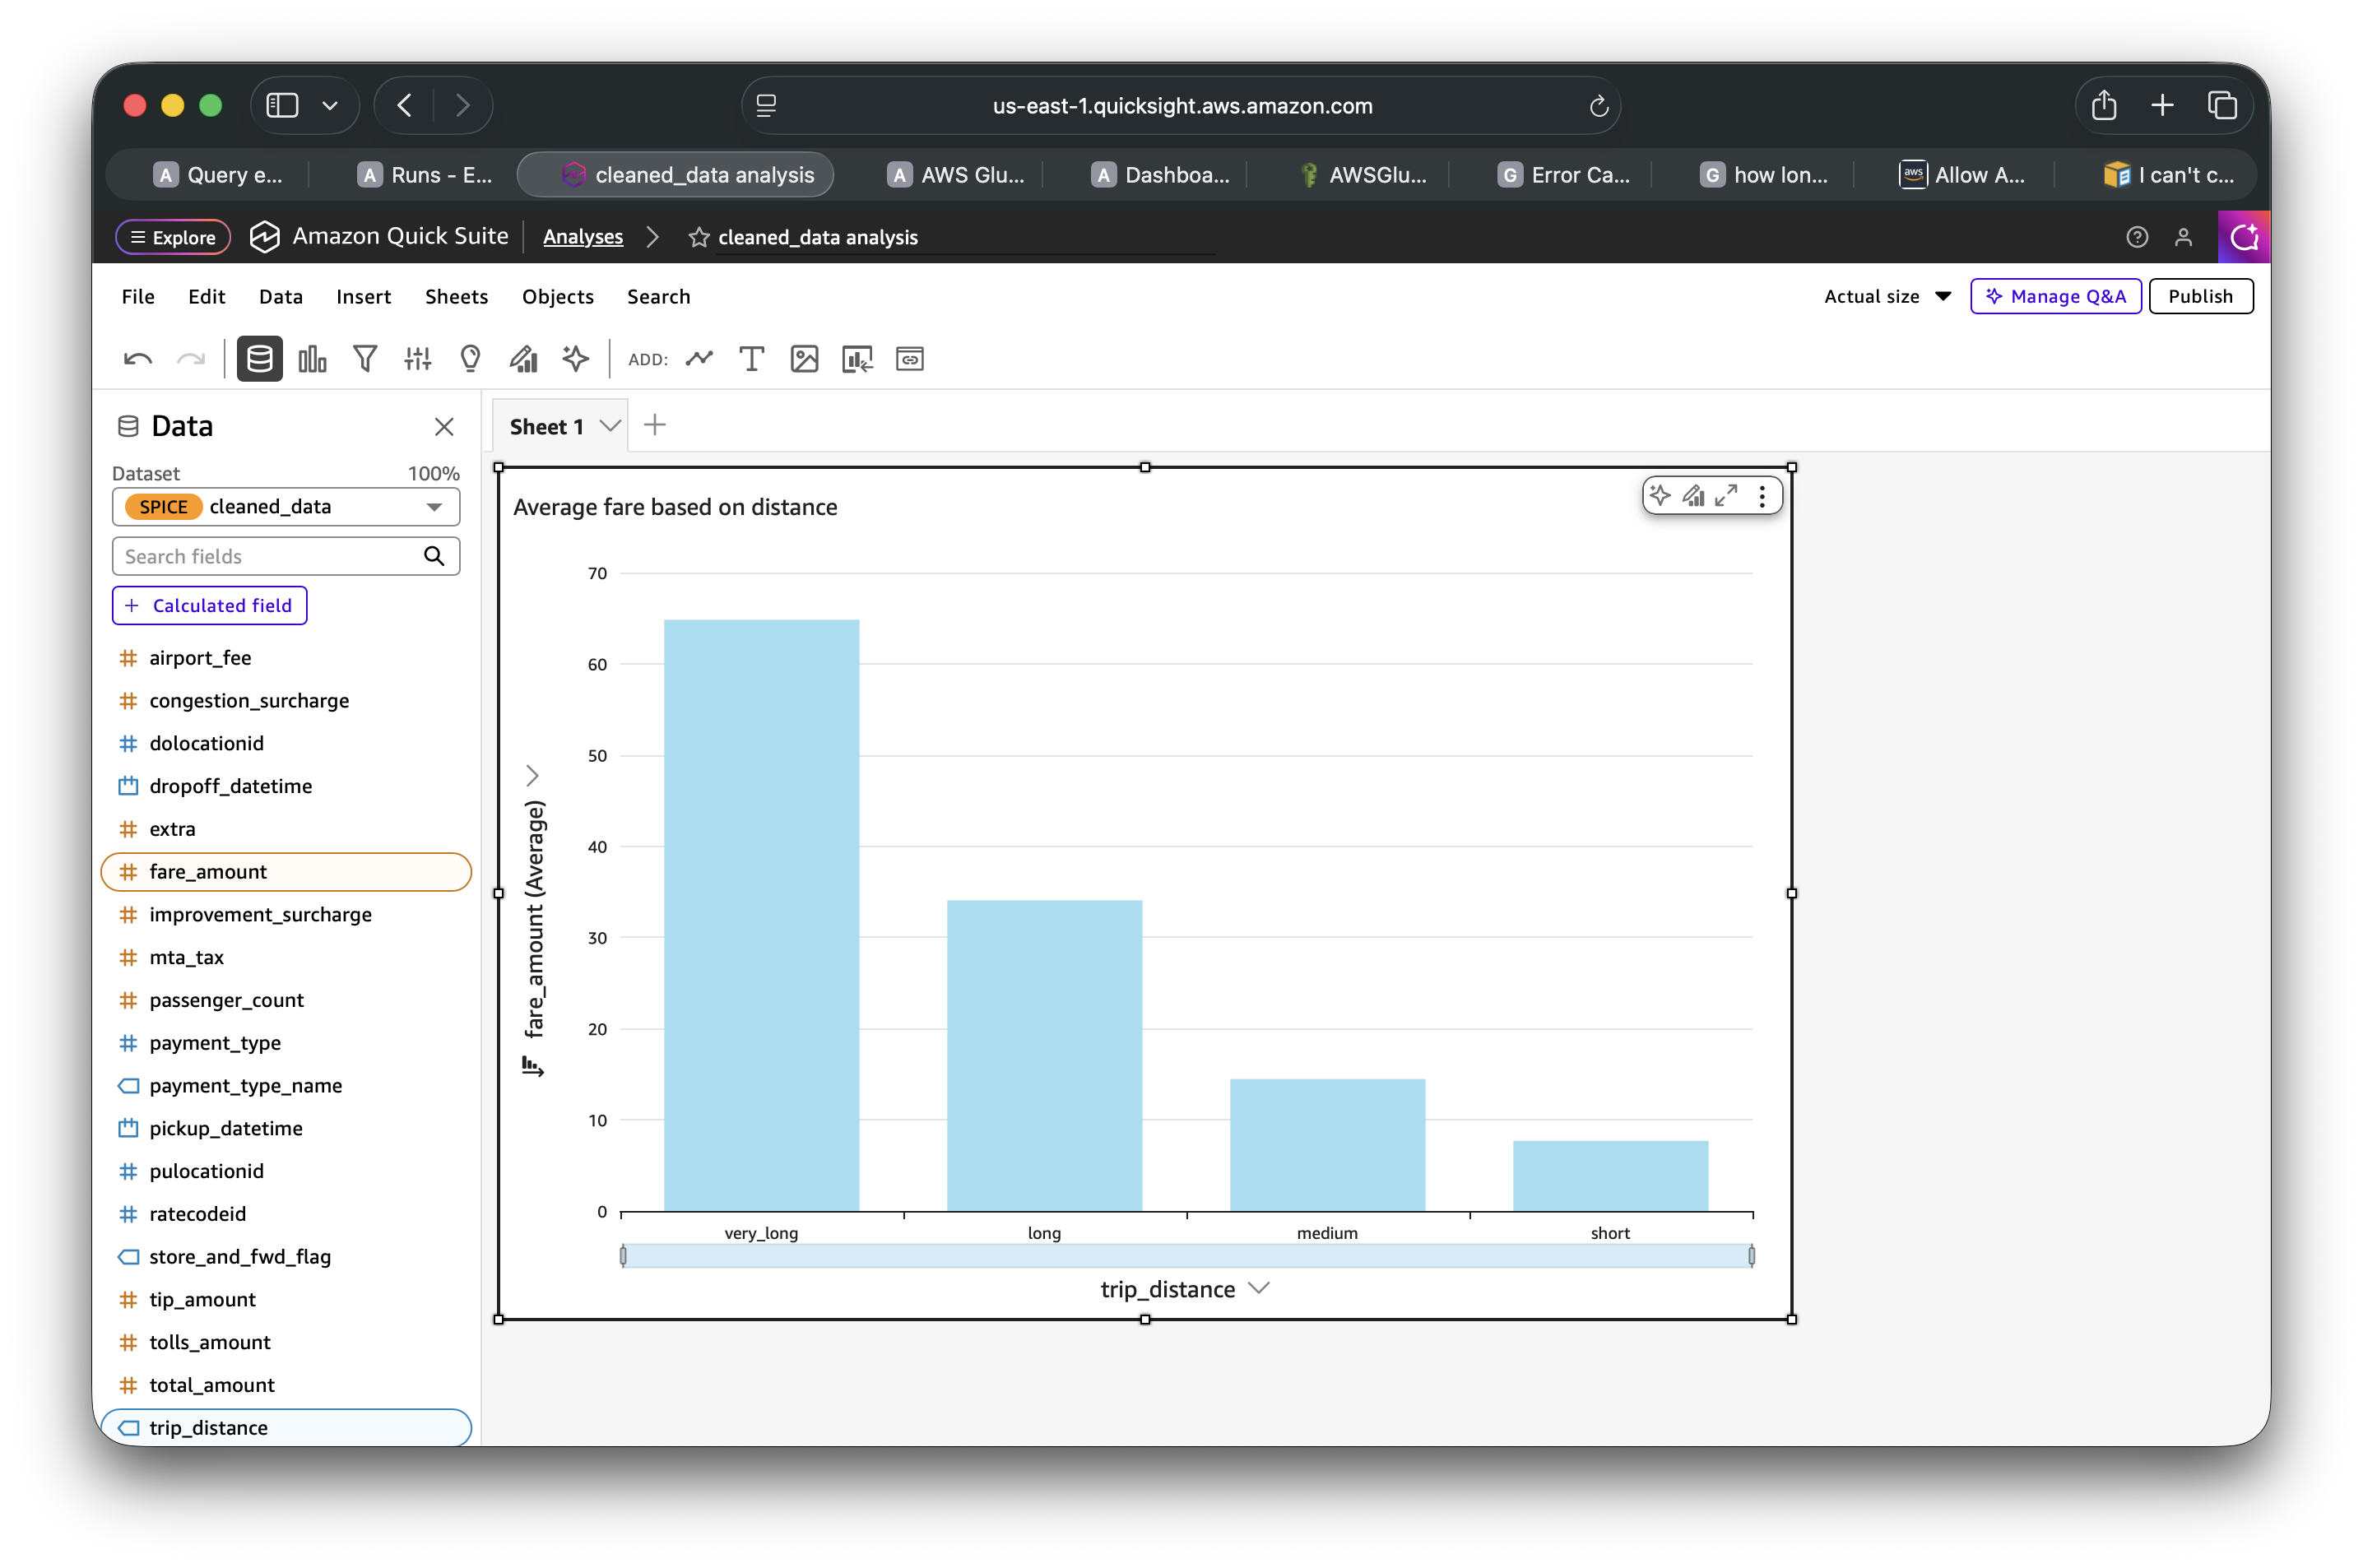 us-east-1.quicksight.aws.amazon.com
A Query e...
A Runs - E...
cleaned_data analysis
A AWS Glu...
A Dashboa...
AWSGlu...
G Error Ca...
G how lon...
aws Allow A...
I can't c...
Explore
Amazon Quick Suite
Analyses
cleaned_data analysis
File Edit Data Insert Sheets Objects Search
Actual size
Manage Q&A
Publish
ADD:
Data
Dataset 100%
SPICE cleaned_data
Search fields
+ Calculated field
airport_fee
congestion_surcharge
dolocationid
dropoff_datetime
extra
fare_amount
improvement_surcharge
mta_tax
passenger_count
payment_type
payment_type_name
pickup_datetime
pulocationid
ratecodeid
store_and_fwd_flag
tip_amount
tolls_amount
total_amount
trip_distance
Sheet 1
Average fare based on distance
fare_amount (Average)
70
60
50
40
30
20
10
0
very_long long medium short
trip_distance